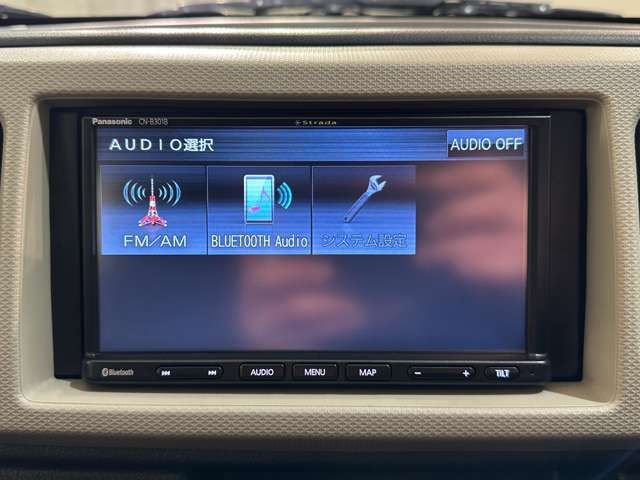 Panasonic CN-B301B
Strada
AUDIO選択
AUDIO OFF
FM/AM
BLUETOOTH Audio
システム設定
Bluetooth
AUDIO
MENU
MAP
− +
TILT